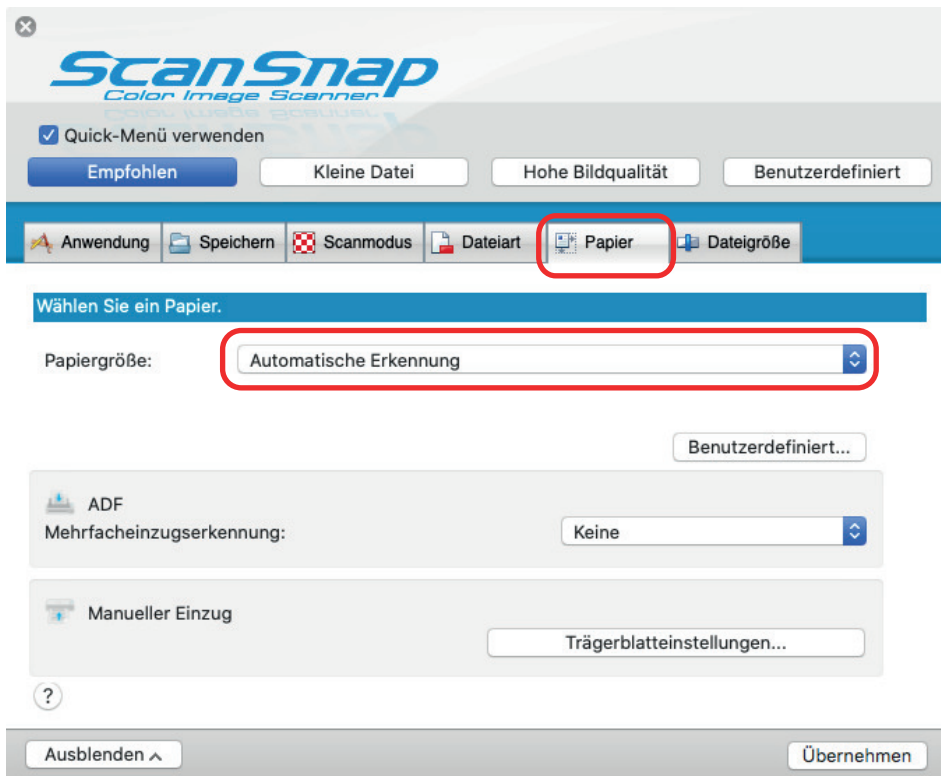 ScanSnap
Color Image Scanner
Quick-Menü verwenden
Empfohlen Kleine Datei Hohe Bildqualität Benutzerdefiniert
Anwendung Speichern Scanmodus Dateiart Papier Dateigröße
Wählen Sie ein Papier.
Papiergröße: Automatische Erkennung
Benutzerdefiniert...
ADF
Mehrfacheinzugserkennung: Keine
Manueller Einzug
Trägerblatteinstellungen...
?
Ausblenden Übernehmen